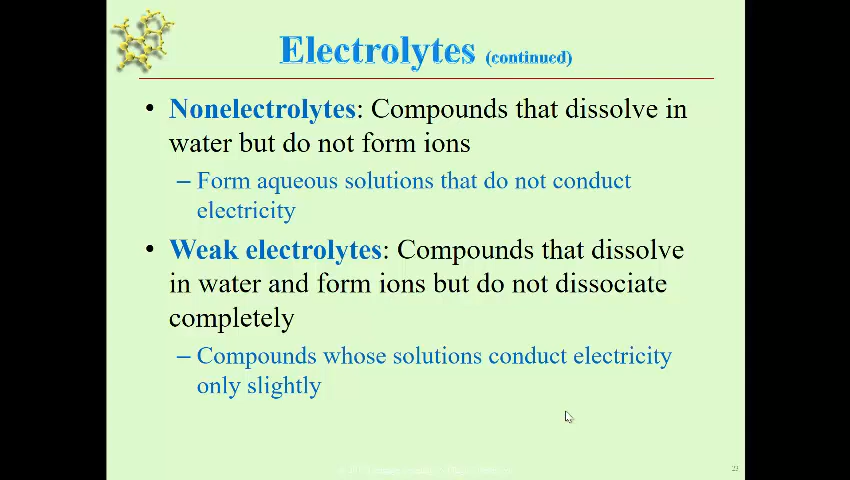 Electrolytes (continued)
• Nonelectrolytes: Compounds that dissolve in
water but do not form ions
– Form aqueous solutions that do not conduct
electricity
• Weak electrolytes: Compounds that dissolve
in water and form ions but do not dissociate
completely
– Compounds whose solutions conduct electricity
only slightly
23